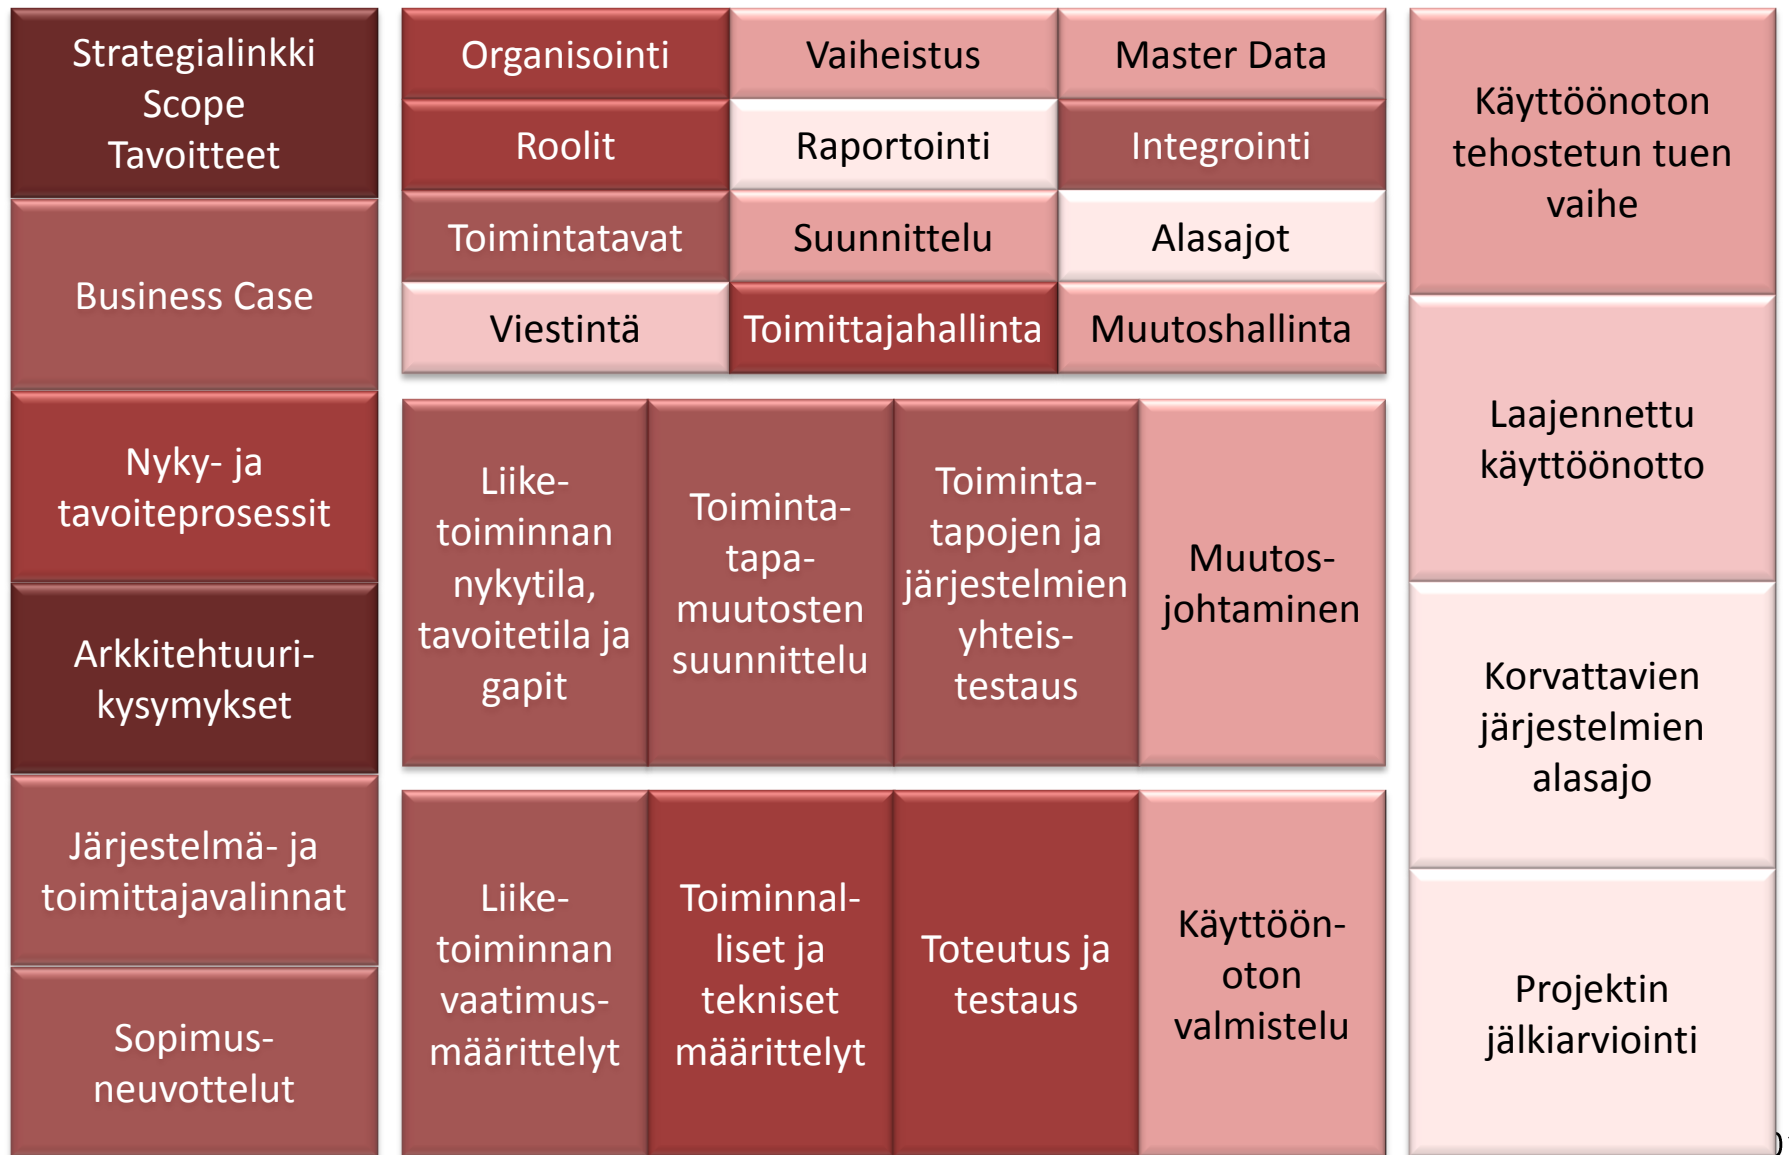 Strategialinkki
Scope
Tavoitteet
Business Case
Nyky- ja
tavoiteprosessit
Arkkitehtuuri-
kysymykset
Järjestelmä- ja
toimittajavalinnat
Sopimus-
neuvottelut
Organisointi
Vaiheistus
Master Data
Roolit
Raportointi
Integrointi
Toimintatavat
Suunnittelu
Alasajot
Viestintä
Toimittajahallinta
Muutoshallinta
Liike-
toiminnan
nykytila,
tavoitetila ja
gapit
Toiminta-
tapa-
muutosten
suunnittelu
Toiminta-
tapojen ja
järjestelmien
yhteis-
testaus
Muutos-
johtaminen
Liike-
toiminnan
vaatimus-
määrittelyt
Toiminnal-
liset ja
tekniset
määrittelyt
Toteutus ja
testaus
Käyttöön-
oton
valmistelu
Käyttöönoton
tehostetun tuen
vaihe
Laajennettu
käyttöönotto
Korvattavien
järjestelmien
alasajo
Projektin
jälkiarviointi